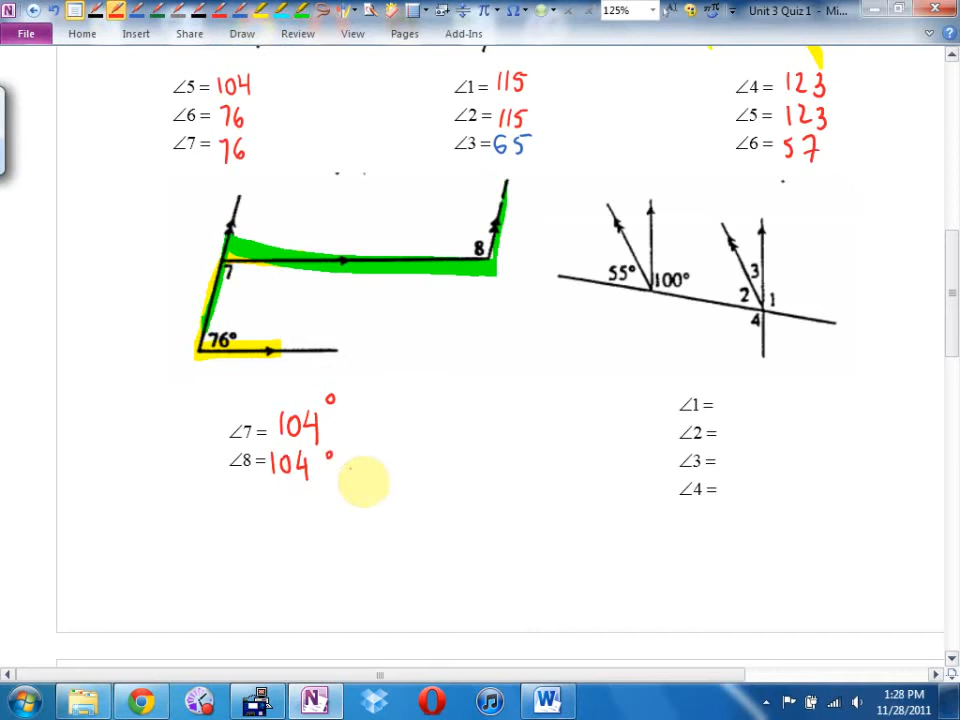 125%
Unit 3 Quiz 1 - Mi...
File Home Insert Share Draw Review View Pages Add-Ins
∠5 = 104
∠6 = 76
∠7 = 76
∠1 = 115
∠2 = 115
∠3 = 65
∠4 = 123
∠5 = 123
∠6 = 57
8
7
76°
55° 100°
3
2 1
4
∠7 = 104°
∠8 = 104°
∠1 =
∠2 =
∠3 =
∠4 =
1:28 PM
11/28/2011